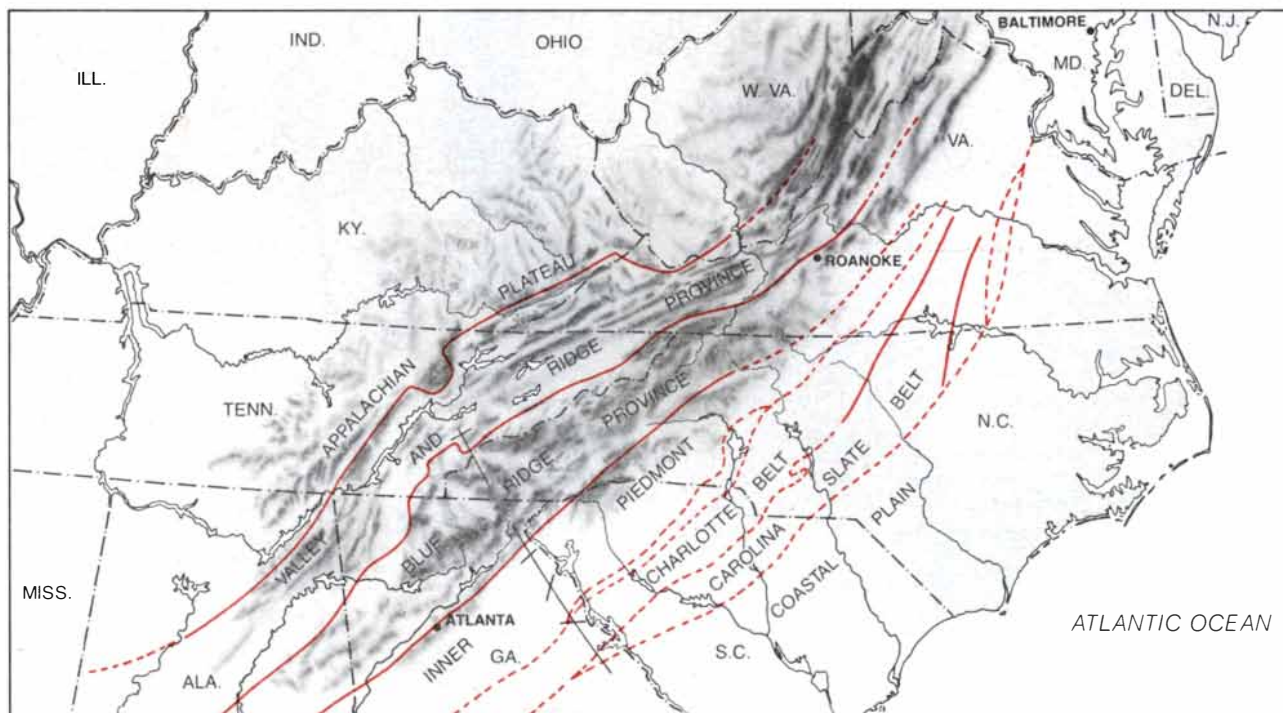 BALTIMORE
N.J.
IND.
OHIO
ILL.
MD.
W. VA.
DEL.
VA.
KY.
ROANOKE
APPALACHIAN PLATEAU
VALLEY AND RIDGE PROVINCE
TENN.
BLUE RIDGE PROVINCE
N.C.
INNER PIEDMONT
CHARLOTTE BELT
CAROLINA SLATE BELT
COASTAL PLAIN
MISS.
ATLANTA
ATLANTIC OCEAN
GA.
S.C.
ALA.